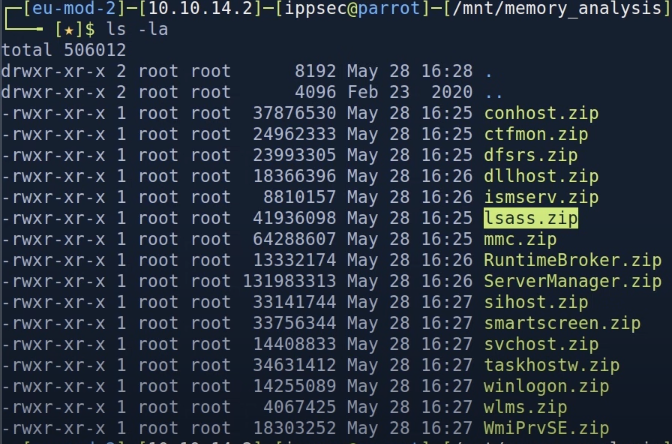 ┌─[eu-mod-2]─[10.10.14.2]─[ippsec@parrot]─[/mnt/memory_analysis]
└──╼ [★]$ ls -la
total 506012
drwxr-xr-x 2 root root      8192 May 28 16:28 .
drwxr-xr-x 2 root root      4096 Feb 23  2020 ..
-rwxr-xr-x 1 root root  37876530 May 28 16:25 conhost.zip
-rwxr-xr-x 1 root root  24962333 May 28 16:25 ctfmon.zip
-rwxr-xr-x 1 root root  23993305 May 28 16:25 dfsrs.zip
-rwxr-xr-x 1 root root  18366396 May 28 16:26 dllhost.zip
-rwxr-xr-x 1 root root   8810157 May 28 16:26 ismserv.zip
-rwxr-xr-x 1 root root  41936098 May 28 16:25 lsass.zip
-rwxr-xr-x 1 root root  64288607 May 28 16:25 mmc.zip
-rwxr-xr-x 1 root root  13332174 May 28 16:26 RuntimeBroker.zip
-rwxr-xr-x 1 root root 131983313 May 28 16:26 ServerManager.zip
-rwxr-xr-x 1 root root  33141744 May 28 16:27 sihost.zip
-rwxr-xr-x 1 root root  33756344 May 28 16:27 smartscreen.zip
-rwxr-xr-x 1 root root  14408833 May 28 16:27 svchost.zip
-rwxr-xr-x 1 root root  34631412 May 28 16:27 taskhostw.zip
-rwxr-xr-x 1 root root  14255089 May 28 16:27 winlogon.zip
-rwxr-xr-x 1 root root   4067425 May 28 16:27 wlms.zip
-rwxr-xr-x 1 root root  18303252 May 28 16:27 WmiPrvSE.zip